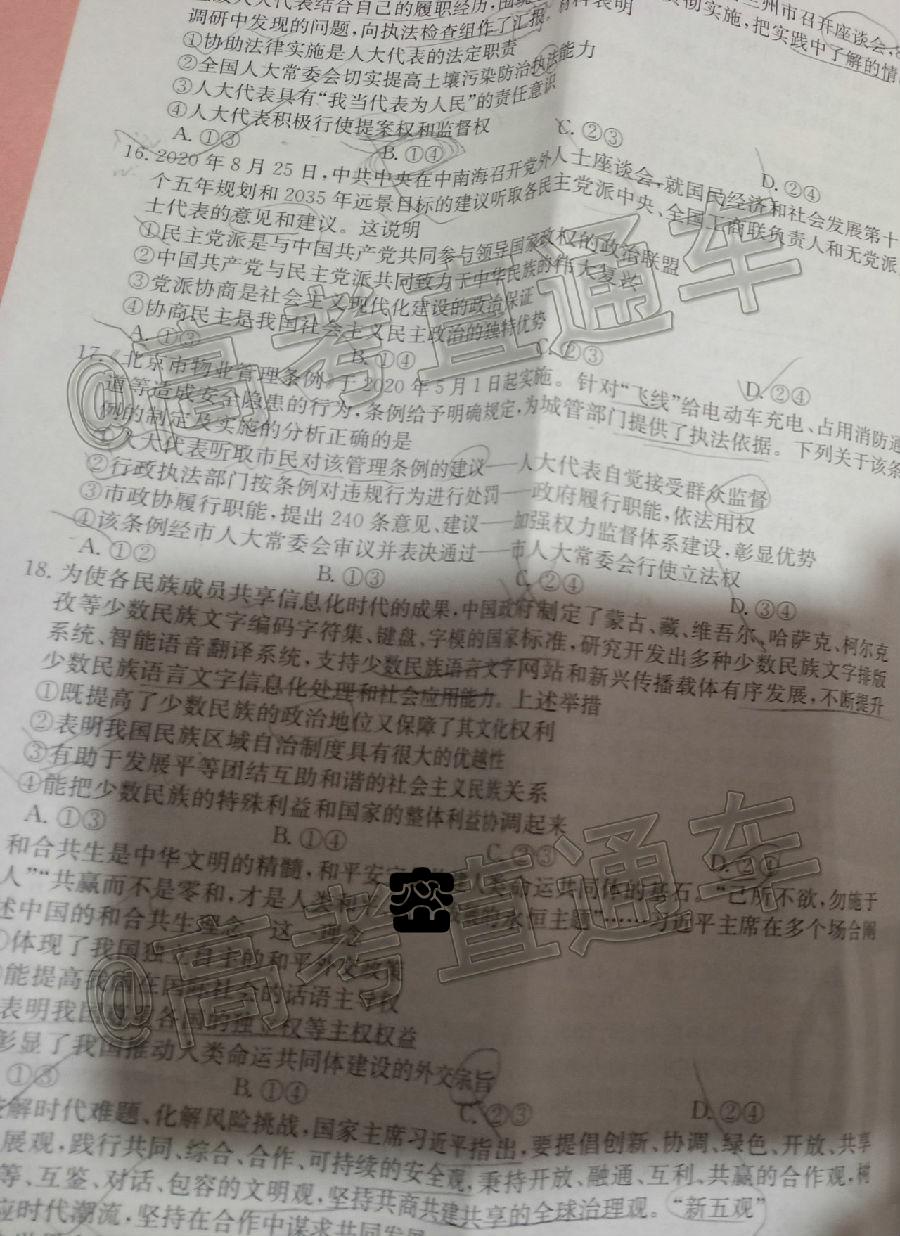 人大代表结合自己的履职经历,
兰州市召开座谈会,
调研中发现的问题,向执法检查组作了汇报。材料表明
彻实施,把实践中了解的情
①协助法律实施是人大代表的法定职责
②全国人大常委会切实提高土壤污染防治执法能力
③人大代表具有“我当代表为人民”的责任意识
④人大代表积极行使提案权和监督权
A. ①③ B. ①④ C. ②③ D. ②④
16. 2020 年 8 月 25 日,中共中央在中南海召开党外人士座谈会,就国民经济和社会发展第十
个五年规划和 2035 年远景目标的建议听取各民主党派中央、全国工商联负责人和无党派
士代表的意见和建议。这说明
①民主党派是与中国共产党共同参与领导国家政权的政治联盟
②中国共产党与民主党派共同致力于中华民族的伟大复兴
③党派协商是社会主义现代化建设的政治保证
④协商民主是我国社会主义民主政治的独特优势
A. ①③ B. ①④ C. ②③ D. ②④
17.《北京市物业管理条例》于 2020 年 5 月 1 日起实施。针对“飞线”给电动车充电、占用消防通
道等造成安全隐患的行为,条例给予明确规定,为城管部门提供了执法依据。下列关于该条
例的制定及实施的分析正确的是
①人大代表听取市民对该管理条例的建议——人大代表自觉接受群众监督
②行政执法部门按条例对违规行为进行处罚——政府履行职能,依法用权
③市政协履行职能,提出 240 条意见、建议——加强权力监督体系建设,彰显优势
④该条例经市人大常委会审议并表决通过——市人大常委会行使立法权
A. ①② B. ①③ C. ②④ D. ③④
18. 为使各民族成员共享信息化时代的成果,中国政府制定了蒙古、藏、维吾尔、哈萨克、柯尔克
孜等少数民族文字编码字符集、键盘、字模的国家标准,研究开发出多种少数民族文字排版
系统、智能语音翻译系统,支持少数民族语言文字网站和新兴传播载体有序发展,不断提升
少数民族语言文字信息化处理和社会应用能力。上述举措
①既提高了少数民族的政治地位又保障了其文化权利
②表明我国民族区域自治制度具有很大的优越性
③有助于发展平等团结互助和谐的社会主义民族关系
④能把少数民族的特殊利益和国家的整体利益协调起来
A. ①③ B. ①④ C. ②③ D. ②④
和合共生是中华文明的精髓,和平安宁 人类命运共同体的基石。“己所不欲,勿施于
人”“共赢而不是零和,才是人类 的永恒主题”……习近平主席在多个场合阐
述中国的和合共生理念。这一理念
①体现了我国独立自主的和平外交政策
能提高我国在国际社会的话语主导权
表明我国尊重各国的独立权等主权权益
彰显了我国推动人类命运共同体建设的外交宗旨
①③ B. ①④ C. ②③ D. ②④
解时代难题、化解风险挑战,国家主席习近平指出,要提倡创新、协调、绿色、开放、共享
展观,践行共同、综合、合作、可持续的安全观,秉持开放、融通、互利、共赢的合作观,树
等、互鉴、对话、包容的文明观,坚持共商共建共享的全球治理观。“新五观”
应时代潮流,坚持在合作中谋求共同发展
@高考直通车
@高考直通车